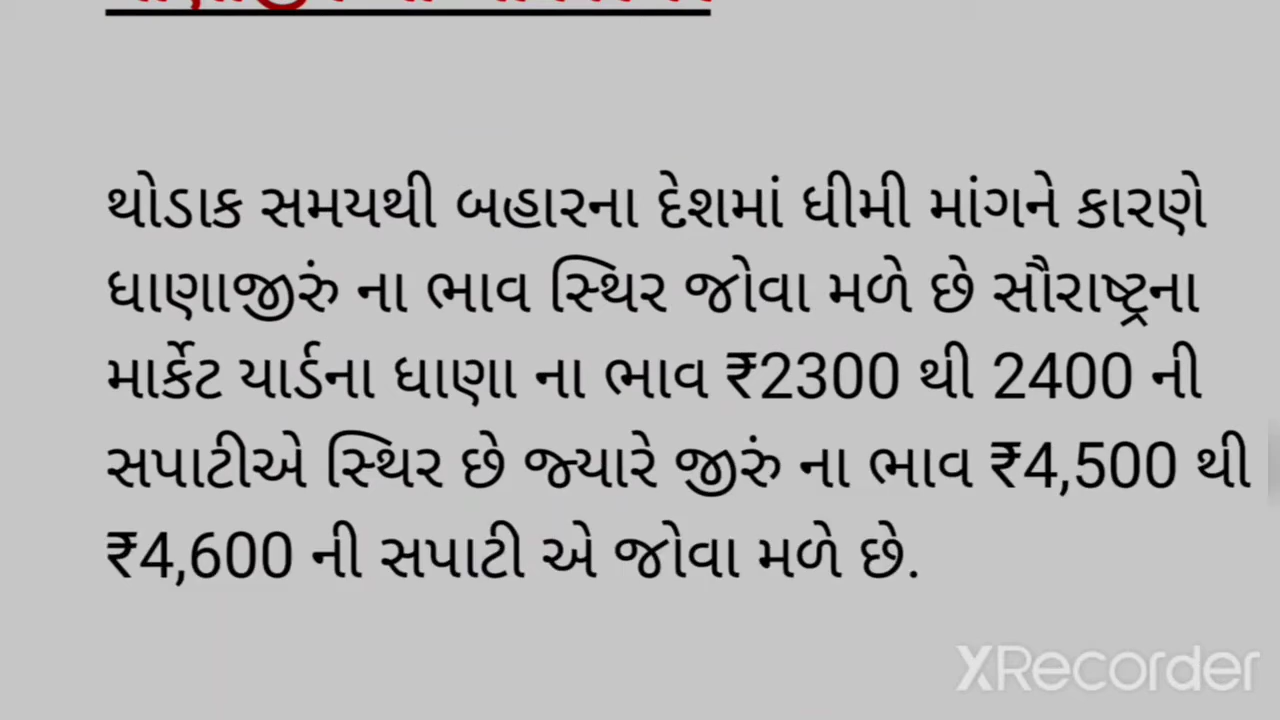 થોડાક સમયથી બહારના દેશમાં ધીમી માંગને કારણે
ધાણાજીરું ના ભાવ સ્થિર જોવા મળે છે સૌરાષ્ટ્રના
માર્કેટ યાર્ડના ધાણા ના ભાવ ₹2300 થી 2400 ની
સપાટીએ સ્થિર છે જ્યારે જીરું ના ભાવ ₹4,500 થી
₹4,600 ની સપાટી એ જોવા મળે છે.
XRecorder